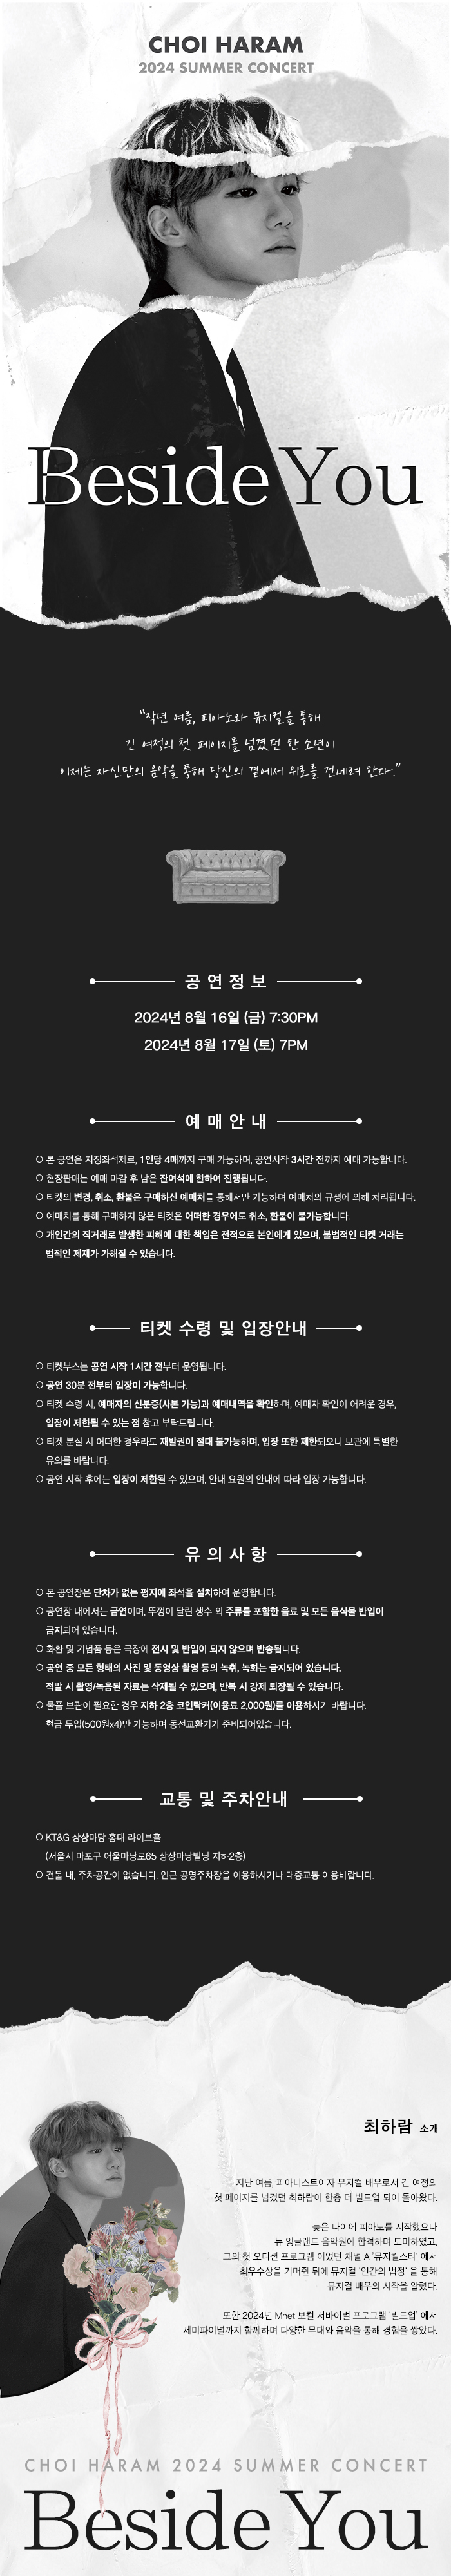 CHOI HARAM
2024 SUMMER CONCERT
Beside You
“작년 여름, 피아노와 뮤지컬을 통해
긴 여정의 첫 페이지를 넘겼던 한 소년이
이제는 자신만의 음악을 통해 당신의 곁에서 위로를 건네려 한다.”
공 연 정 보
2024년 8월 16일 (금) 7:30PM
2024년 8월 17일 (토) 7PM
예 매 안 내
○ 본 공연은 지정좌석제로, 1인당 4매까지 구매 가능하며, 공연시작 3시간 전까지 예매 가능합니다.
○ 현장판매는 예매 마감 후 남은 잔여석에 한하여 진행됩니다.
○ 티켓의 변경, 취소, 환불은 구매하신 예매처를 통해서만 가능하며 예매처의 규정에 의해 처리됩니다.
○ 예매처를 통해 구매하지 않은 티켓은 어떠한 경우에도 취소, 환불이 불가능합니다.
○ 개인간의 직거래로 발생한 피해에 대한 책임은 전적으로 본인에게 있으며, 불법적인 티켓 거래는
법적인 제재가 가해질 수 있습니다.
티켓 수령 및 입장안내
○ 티켓부스는 공연 시작 1시간 전부터 운영됩니다.
○ 공연 30분 전부터 입장이 가능합니다.
○ 티켓 수령 시, 예매자의 신분증(사본 가능)과 예매내역을 확인하며, 예매자 확인이 어려운 경우,
입장이 제한될 수 있는 점 참고 부탁드립니다.
○ 티켓 분실 시 어떠한 경우라도 재발권이 절대 불가능하며, 입장 또한 제한되오니 보관에 특별한
유의를 바랍니다.
○ 공연 시작 후에는 입장이 제한될 수 있으며, 안내 요원의 안내에 따라 입장 가능합니다.
유 의 사 항
○ 본 공연장은 단차가 없는 평지에 좌석을 설치하여 운영합니다.
○ 공연장 내에서는 금연이며, 뚜껑이 달린 생수 외 주류를 포함한 음료 및 모든 음식물 반입이
금지되어 있습니다.
○ 화환 및 기념품 등은 극장에 전시 및 반입이 되지 않으며 반송됩니다.
○ 공연 중 모든 형태의 사진 및 동영상 촬영 등의 녹취, 녹화는 금지되어 있습니다.
적발 시 촬영/녹음된 자료는 삭제될 수 있으며, 반복 시 강제 퇴장될 수 있습니다.
○ 물품 보관이 필요한 경우 지하 2층 코인락커(이용료 2,000원)를 이용하시기 바랍니다.
현금 투입(500원x4)만 가능하며 동전교환기가 준비되어있습니다.
교통 및 주차안내
○ KT&G 상상마당 홍대 라이브홀
(서울시 마포구 어울마당로65 상상마당빌딩 지하2층)
○ 건물 내, 주차공간이 없습니다. 인근 공영주차장을 이용하시거나 대중교통 이용바랍니다.
최하람 소개
지난 여름, 피아니스트이자 뮤지컬 배우로서 긴 여정의
첫 페이지를 넘겼던 최하람이 한층 더 빌드업 되어 돌아왔다.
늦은 나이에 피아노를 시작했으나
뉴 잉글랜드 음악원에 합격하며 도미하였고,
그의 첫 오디션 프로그램 이었던 채널 A '뮤지컬스타' 에서
최우수상을 거머쥔 뒤에 뮤지컬 '인간의 법정' 을 통해
뮤지컬 배우의 시작을 알렸다.
또한 2024년 Mnet 보컬 서바이벌 프로그램 '빌드업' 에서
세미파이널까지 함께하며 다양한 무대와 음악을 통해 경험을 쌓았다.
CHOI HARAM 2024 SUMMER CONCERT
Beside You